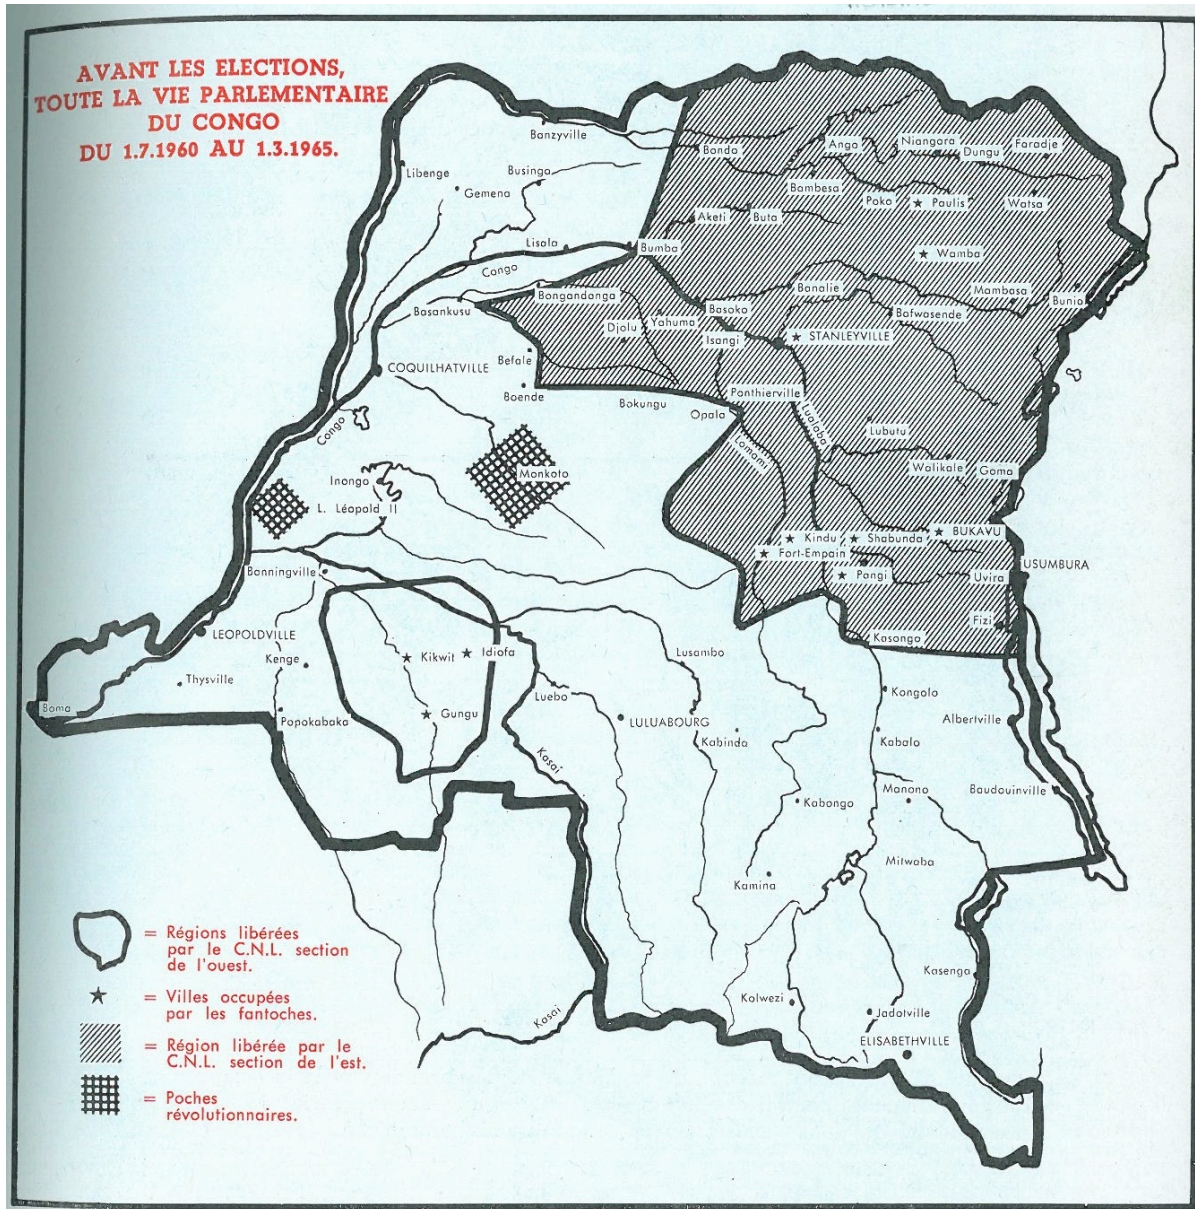 AVANT LES ELECTIONS,
TOUTE LA VIE PARLEMENTAIRE
DU CONGO
DU 1.7.1960 AU 1.3.1965.
Banzyville
Libenge
Gemena
Businga
Lisala
Bumba
Congo
Basankusu
Bongandanga
Djolu
Yahuma
Basoko
Isangi
Befale
Boende
Bokungu
Opala
COQUILHATVILLE
Congo
Bondo
Anga
Niangara
Dungu
Faradje
Bambesa
Poko
Paulis
Watsa
Aketi
Buta
Wamba
Banalie
Mambasa
Bunia
Bafwasende
STANLEYVILLE
Ponthierville
Lualaba
Lomami
Lubutu
Walikale
Goma
Kindu
Shabunda
BUKAVU
Fort-Empain
Pangi
Uvira
USUMBURA
Fizi
Kasongo
Monkoto
Inongo
L. Léopold II
Banningville
LEOPOLDVILLE
Kenge
Thysville
Boma
Popokabaka
Kikwit
Idiofa
Gungu
Luebo
Kasai
LULUABOURG
Lusambo
Kabinda
Kongolo
Albertville
Kabalo
Baudouinville
Manono
Kabongo
Mitwaba
Kamina
Kasenga
Kolwezi
Jadotville
ELISABETHVILLE
Kasai
= Régions libérées
par le C.N.L. section
de l'ouest.
= Villes occupées
par les fantoches.
= Région libérée par le
C.N.L. section de l'est.
= Poches
révolutionnaires.